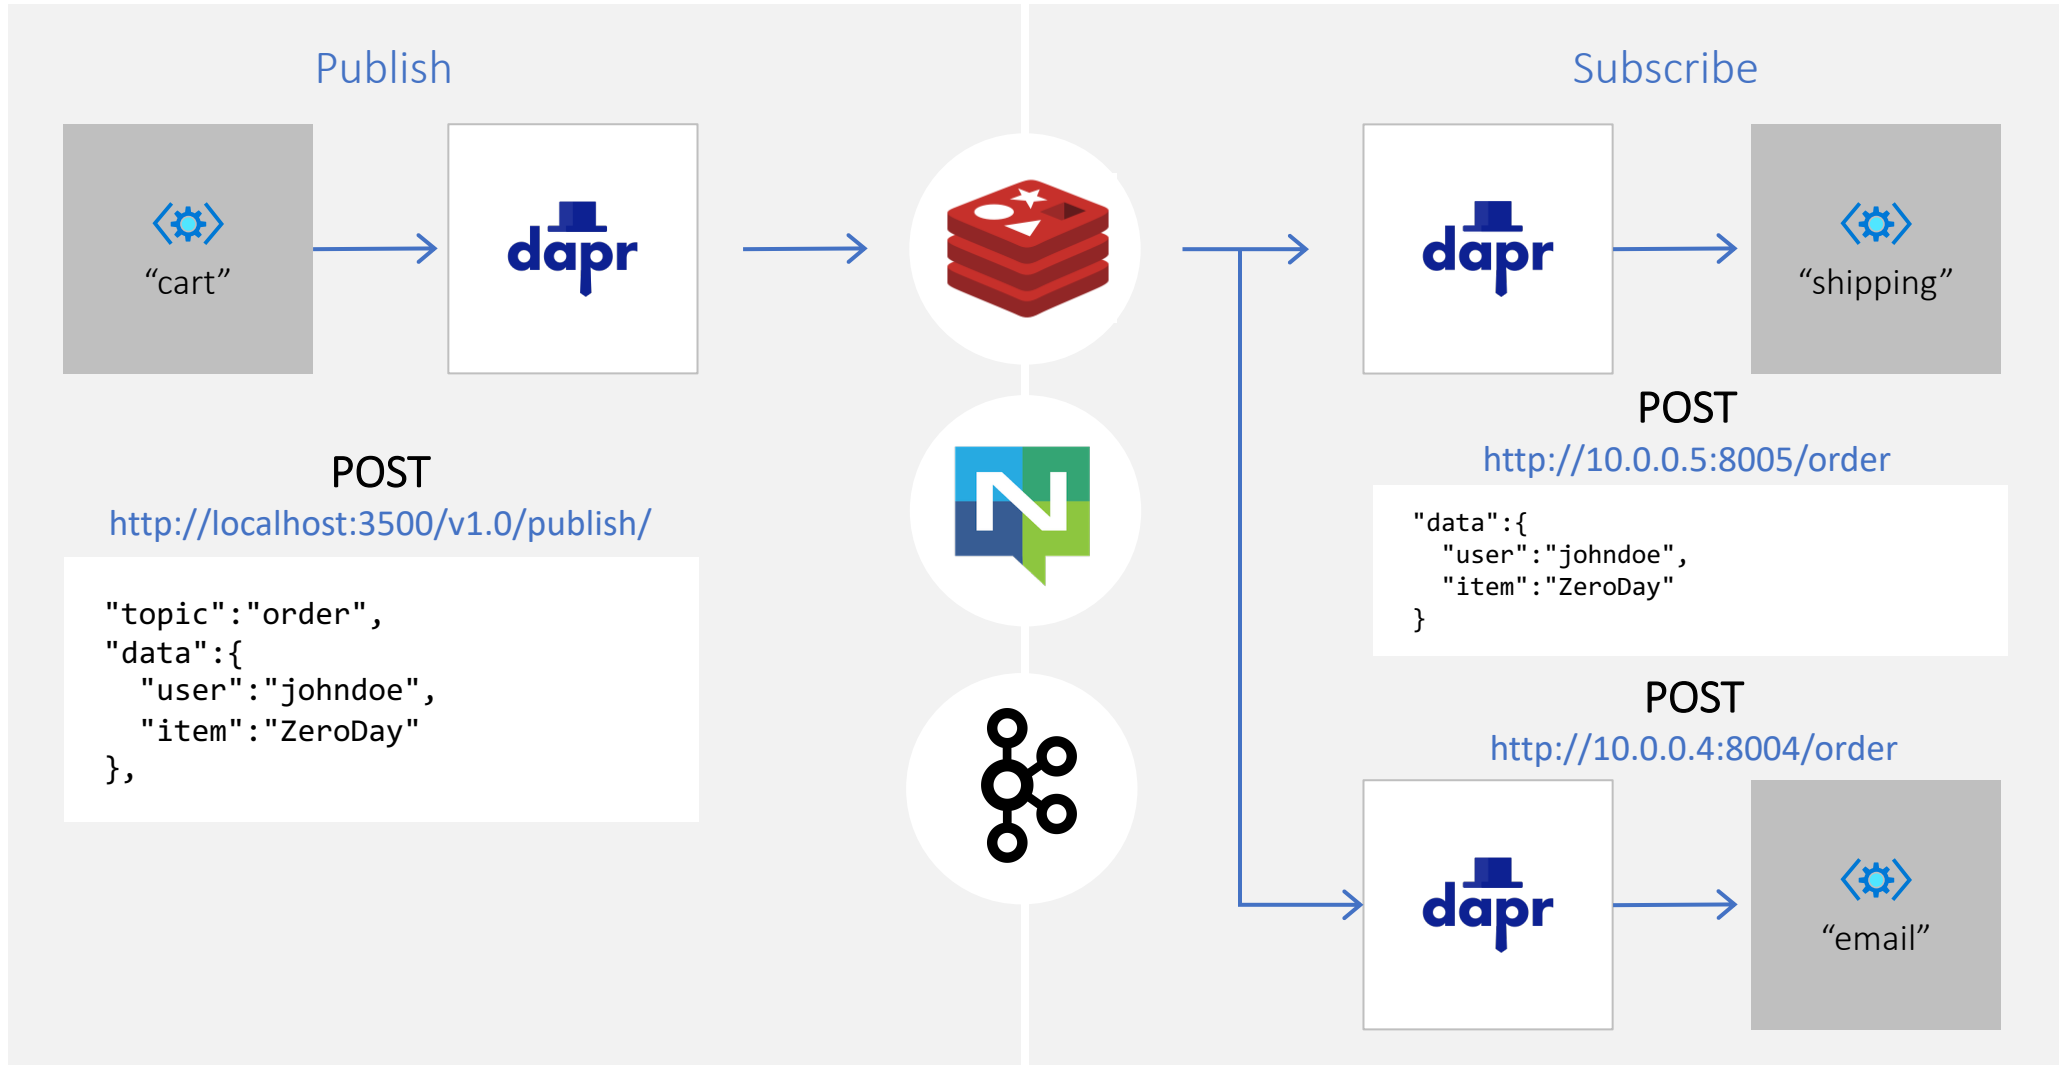 Publish
“cart”
dapr
POST
http://localhost:3500/v1.0/publish/
"topic":"order",
"data":{
  "user":"johndoe",
  "item":"ZeroDay"
},
N
Subscribe
dapr
“shipping”
POST
http://10.0.0.5:8005/order
"data":{
  "user":"johndoe",
  "item":"ZeroDay"
}
POST
http://10.0.0.4:8004/order
dapr
“email”